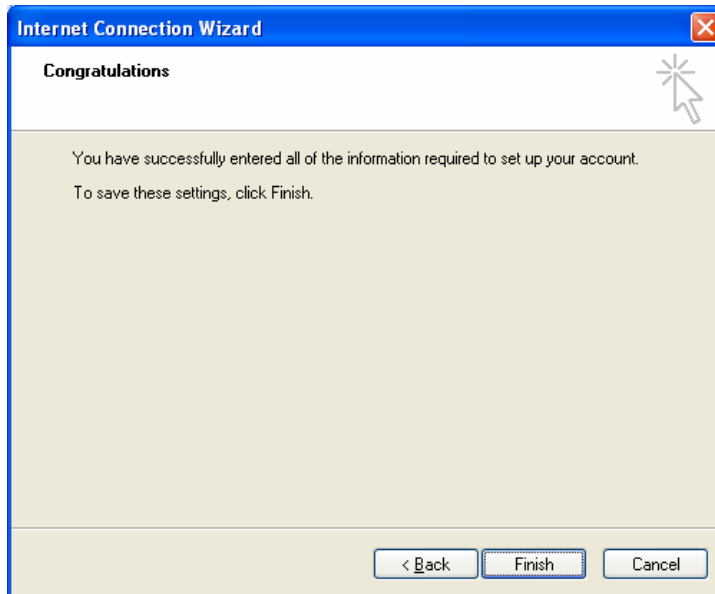 Internet Connection Wizard
Congratulations
You have successfully entered all of the information required to set up your account.
To save these settings, click Finish.
< Back Finish Cancel